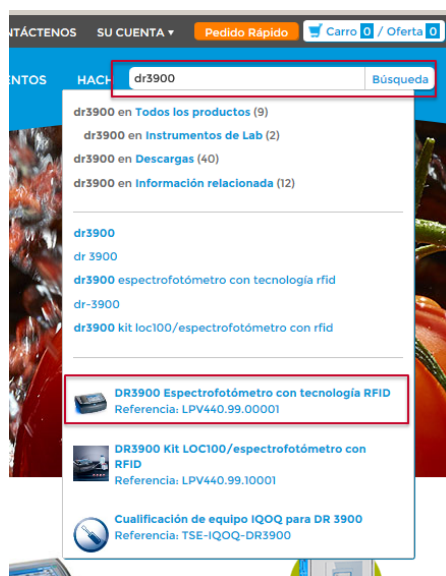 NTÁCTENOS SU CUENTA ▾ Pedido Rápido Carro 0 / Oferta 0
ENTOS HACH dr3900 Búsqueda
dr3900 en Todos los productos (9)
dr3900 en Instrumentos de Lab (2)
dr3900 en Descargas (40)
dr3900 en Información relacionada (12)
dr3900
dr 3900
dr3900 espectrofotómetro con tecnología rfid
dr-3900
dr3900 kit loc100/espectrofotómetro con rfid
DR3900 Espectrofotómetro con tecnología RFID
Referencia: LPV440.99.00001
DR3900 Kit LOC100/espectrofotómetro con
RFID
Referencia: LPV440.99.10001
Cualificación de equipo IQOQ para DR 3900
Referencia: TSE-IQOQ-DR3900